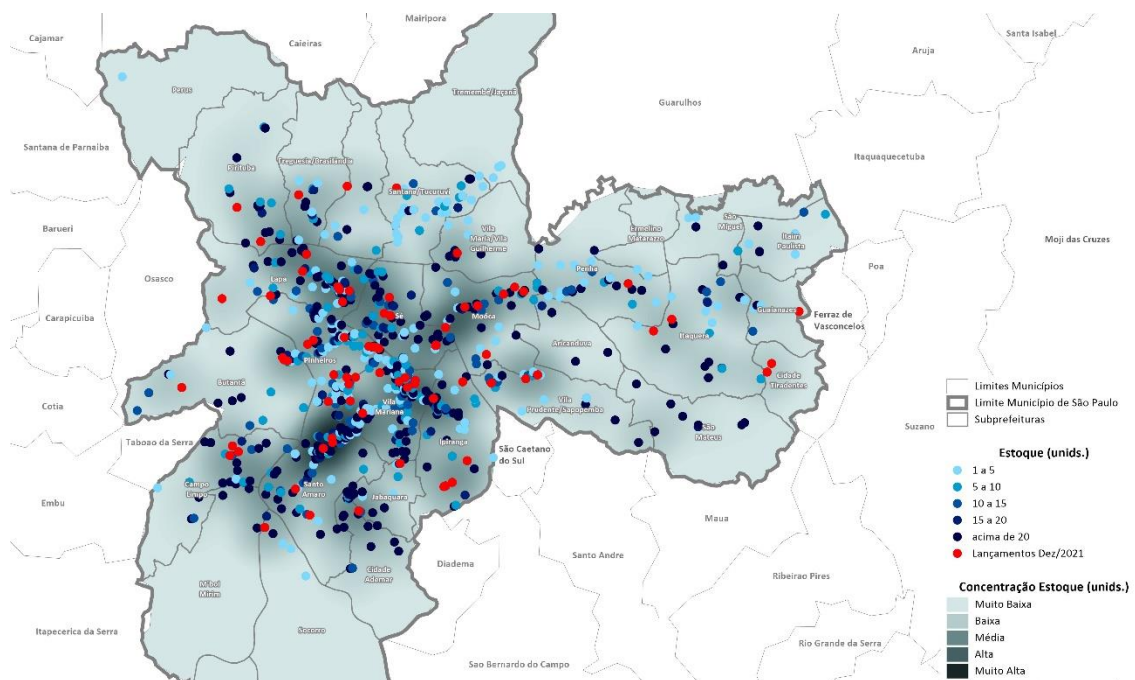 Mairipora
Cajamar
Caieiras
Santa Isabel
Aruja
Perus
Tremembé/Jaçanã
Guarulhos
Santana de Parnaiba
Pirituba
Freguesia/Brasilândia
Itaquaquecetuba
Santana/Tucuruvi
Barueri
Vila
Maria/Vila
Guilherme
Ermelino
Matarazzo
São
Miguel
Itaim
Paulista
Moji das Cruzes
Osasco
Lapa
Penha
Poa
Carapicuiba
Sé
Moóca
Guaianazes
Ferraz de
Vasconcelos
Itaquera
Aricanduva
Pinheiros
Butantã
Cidade
Tiradentes
Cotia
Vila
Mariana
Vila
Prudente/Sapopemba
São
Mateus
Suzano
Taboao da Serra
Ipiranga
São Caetano
do Sul
Campo
Limpo
Santo
Amaro
Jabaquara
Embu
Maua
Santo Andre
Diadema
Cidade
Ademar
M'boi
Mirim
Ribeirao Pires
Itapecerica da Serra
Socorro
Rio Grande da Serra
Sao Bernardo do Campo
Limites Municípios
Limite Município de São Paulo
Subprefeituras
Estoque (unids.)
1 a 5
5 a 10
10 a 15
15 a 20
acima de 20
Lançamentos Dez/2021
Concentração Estoque (unids.)
Muito Baixa
Baixa
Média
Alta
Muito Alta